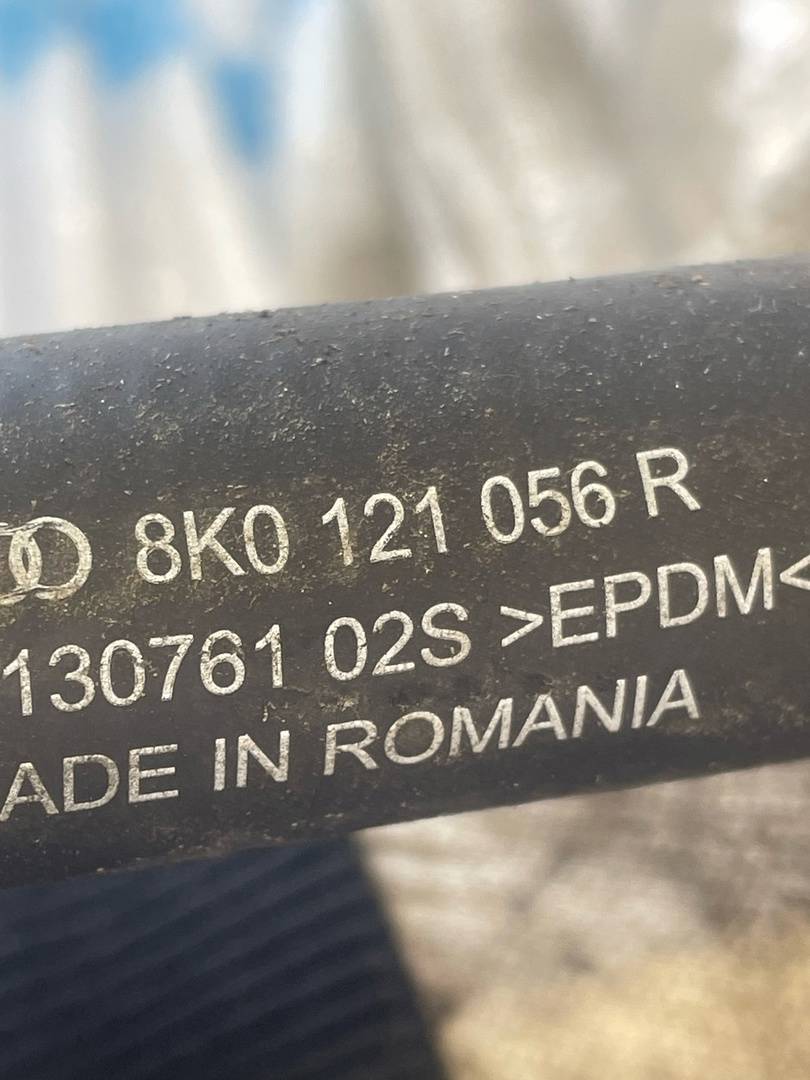 8K0 121 056 R
130761 02S >EPDM<
ADE IN ROMANIA